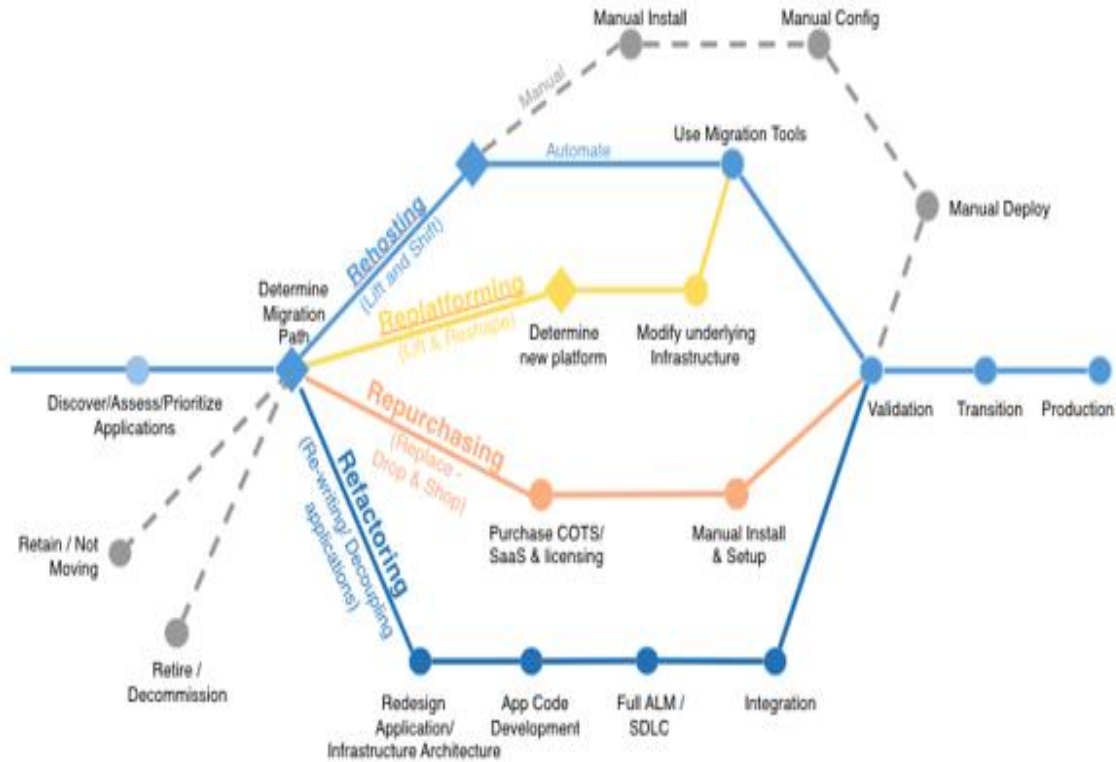 Manual Install
Manual Config
Manual
Use Migration Tools
Automate
Manual Deploy
Rehosting
(Lift and Shift)
Determine
Migration
Path
Replatforming
(Lift & Reshape)
Determine
new platform
Modify underlying
Infrastructure
Discover/Assess/Prioritize
Applications
Validation
Transition
Production
Repurchasing
(Replace -
Drop & Shop)
Refactoring
(Re-writing/ Decoupling
applications)
Purchase COTS/
SaaS & licensing
Manual Install
& Setup
Retain / Not
Moving
Retire /
Decommission
Redesign
Application/
Infrastructure Architecture
App Code
Development
Full ALM /
SDLC
Integration